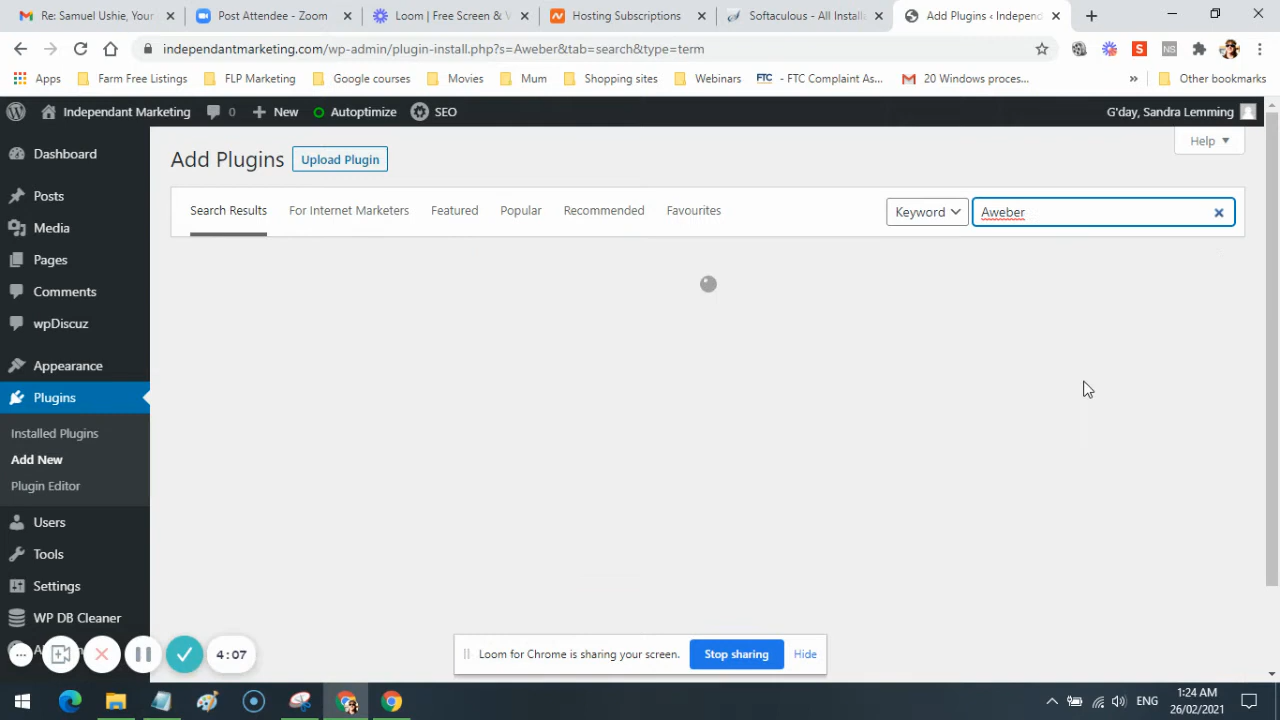 Re: Samuel Ushie, Your
Post Attendee - Zoom
Loom | Free Screen & V
Hosting Subscriptions
Softaculous - All Installa
Add Plugins ‹ Independ
independantmarketing.com/wp-admin/plugin-install.php?s=Aweber&tab=search&type=term
Apps
Farm Free Listings
FLP Marketing
Google courses
Movies
Mum
Shopping sites
Webinars
FTC - FTC Complaint As...
20 Windows proces...
»
Other bookmarks
Independant Marketing
0
New
Autoptimize
SEO
G'day, Sandra Lemming
Dashboard
Posts
Media
Pages
Comments
wpDiscuz
Appearance
Plugins
Installed Plugins
Add New
Plugin Editor
Users
Tools
Settings
WP DB Cleaner
Add Plugins
Upload Plugin
Help
Search Results
For Internet Marketers
Featured
Popular
Recommended
Favourites
Keyword
Aweber
4:07
Loom for Chrome is sharing your screen.
Stop sharing
Hide
ENG
1:24 AM
26/02/2021